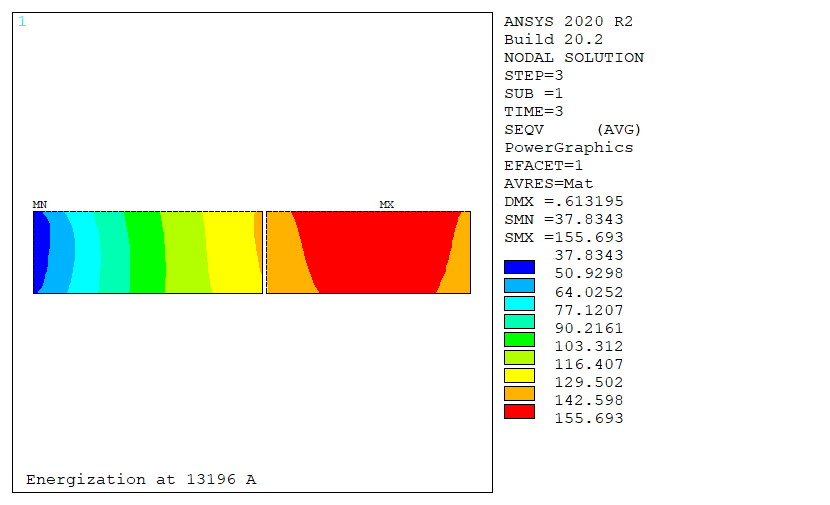 1
ANSYS 2020 R2
Build 20.2
NODAL SOLUTION
STEP=3
SUB =1
TIME=3
SEQV     (AVG)
PowerGraphics
EFACET=1
AVRES=Mat
DMX =.613195
SMN =37.8343
SMX =155.693
37.8343
50.9298
64.0252
77.1207
90.2161
103.312
116.407
129.502
142.598
155.693
MN
MX
Energization at 13196 A